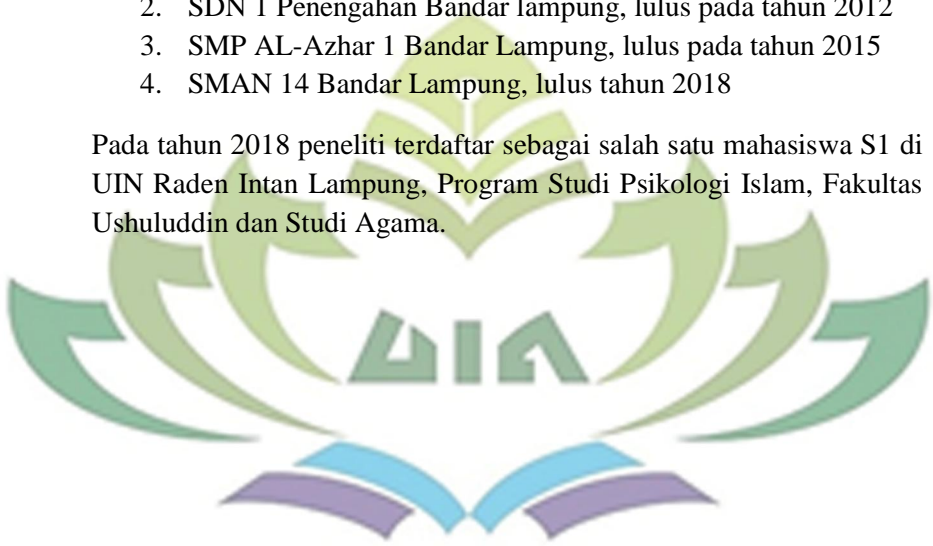 2. SDN 1 Penengahan Bandar lampung, lulus pada tahun 2012
3. SMP AL-Azhar 1 Bandar Lampung, lulus pada tahun 2015
4. SMAN 14 Bandar Lampung, lulus tahun 2018
Pada tahun 2018 peneliti terdaftar sebagai salah satu mahasiswa S1 di
UIN Raden Intan Lampung, Program Studi Psikologi Islam, Fakultas
Ushuluddin dan Studi Agama.
UIN